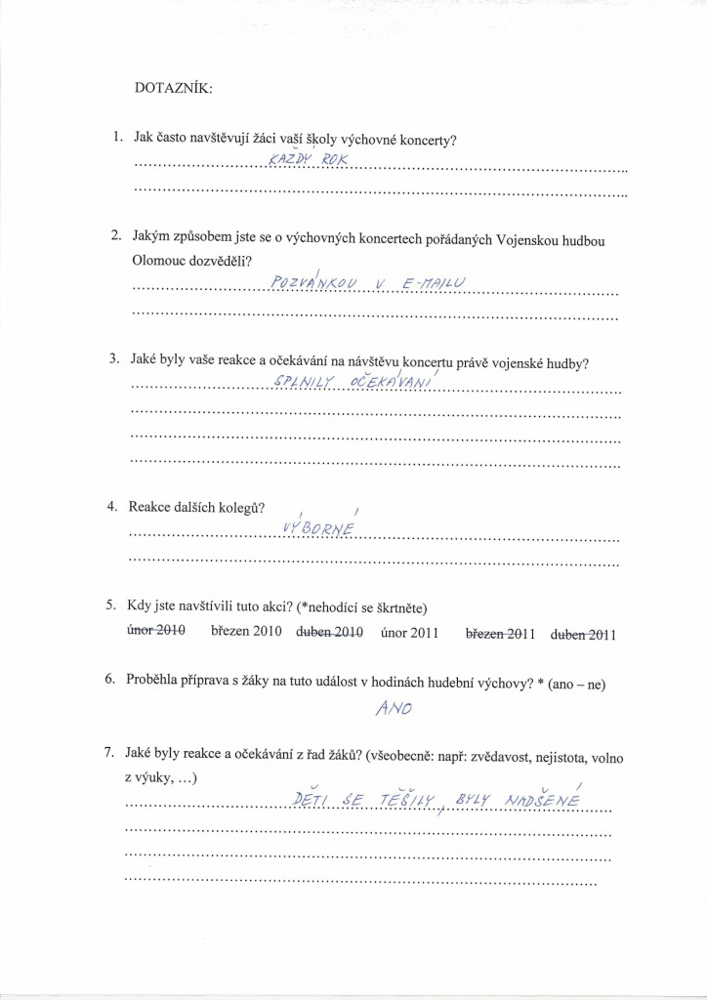 DOTAZNÍK:
1. Jak často navštěvují žáci vaší školy výchovné koncerty?
KAŽDÝ ROK
2. Jakým způsobem jste se o výchovných koncertech pořádaných Vojenskou hudbou
Olomouc dozvěděli?
POZVÁNKOU V E-MAILU
3. Jaké byly vaše reakce a očekávání na návštěvu koncertu právě vojenské hudby?
SPLNILY OČEKÁVÁNÍ
4. Reakce dalších kolegů?
VÝBORNÉ
5. Kdy jste navštívili tuto akci? (*nehodící se škrtněte)
únor 2010 březen 2010 duben 2010 únor 2011 březen 2011 duben 2011
6. Proběhla příprava s žáky na tuto událost v hodinách hudební výchovy? * (ano – ne)
ANO
7. Jaké byly reakce a očekávání z řad žáků? (všeobecně: např: zvědavost, nejistota, volno
z výuky, …)
DĚTI SE TĚŠILY, BYLY NADŠENÉ